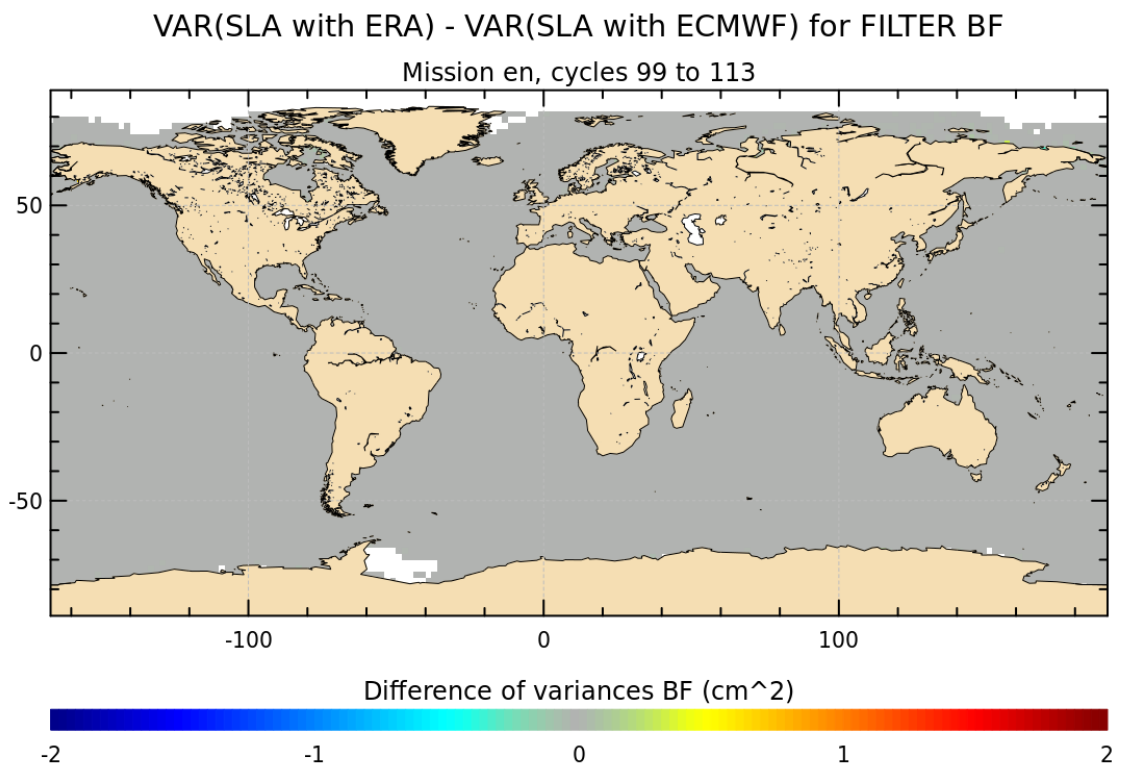 VAR(SLA with ERA) - VAR(SLA with ECMWF) for FILTER BF
Mission en, cycles 99 to 113
50
0
-50
-100 0 100
Difference of variances BF (cm^2)
-2 -1 0 1 2